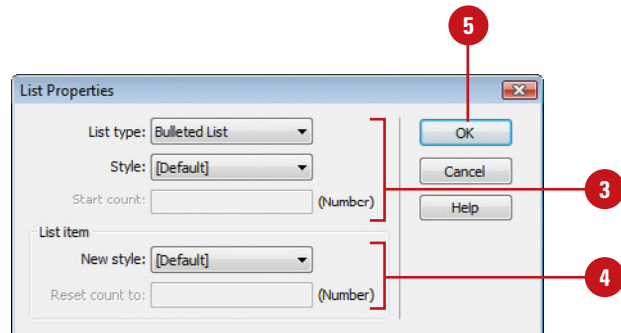 5
List Properties
List type: Bulleted List
OK
Style: [Default]
Cancel
Start count: (Number)
3
Help
List item
New style: [Default]
4
Reset count to: (Number)